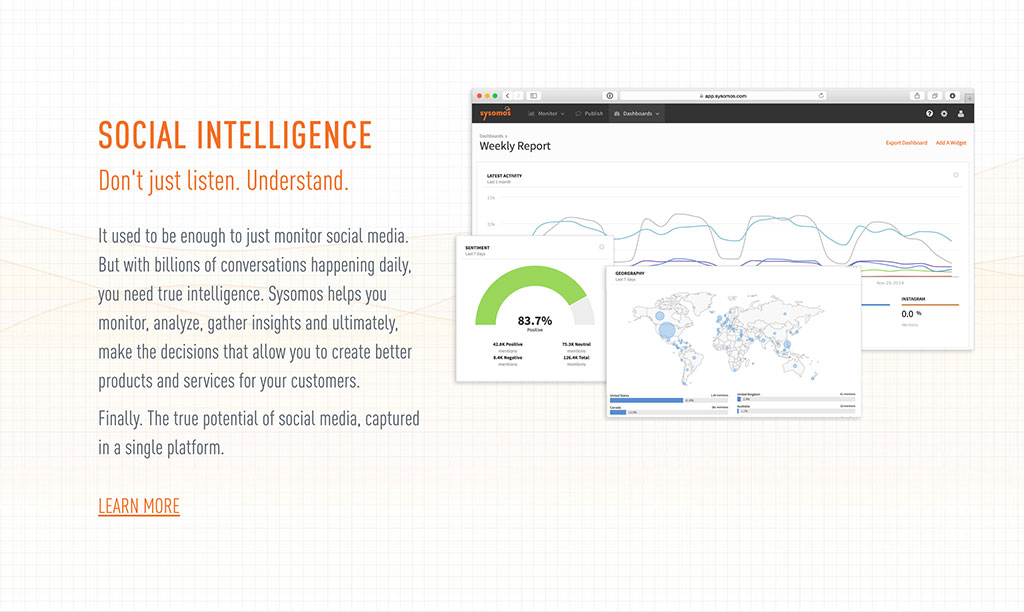 SOCIAL INTELLIGENCE
Don't just listen. Understand.
It used to be enough to just monitor social media.
But with billions of conversations happening daily,
you need true intelligence. Sysomos helps you
monitor, analyze, gather insights and ultimately,
make the decisions that allow you to create better
products and services for your customers.
Finally. The true potential of social media, captured
in a single platform.
LEARN MORE
app.sysomos.com
sysomos Monitor Publish Dashboards
Dashboards
Weekly Report
Export Dashboard Add A Widget
LATEST ACTIVITY
Last 1 month
15k
10k
Nov 20 2014
INSTAGRAM
0.0 %
Mentions
SENTIMENT
Last 7 days
83.7%
Positive
42.8K Positive 75.3K Neutral
mentions mentions
8.4K Negative 126.4K Total
mentions mentions
GEORGRAPHY
Last 7 days
United States United Kingdom
Canada Australia